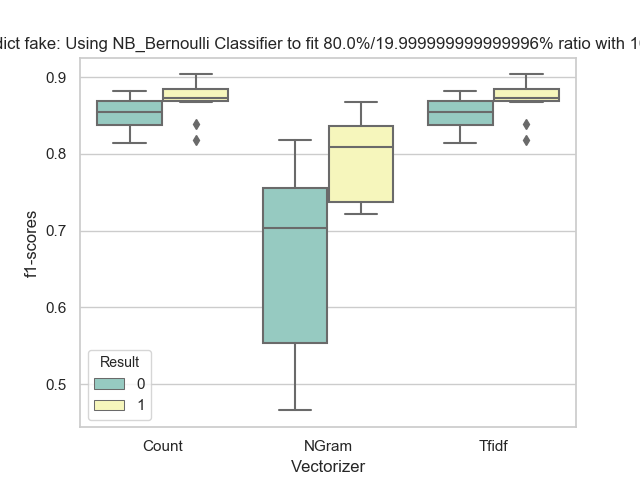 dict fake: Using NB_Bernoulli Classifier to fit 80.0%/19.999999999999996% ratio with 1
0.9
0.8
0.7
0.6
0.5
f1-scores
Result
0
1
Count NGram Tfidf
Vectorizer